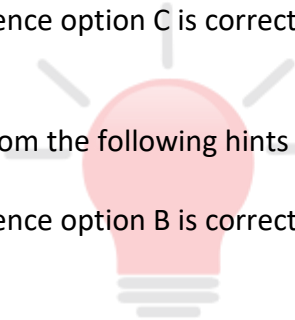 ence option C is correct
om the following hints
ence option B is correct